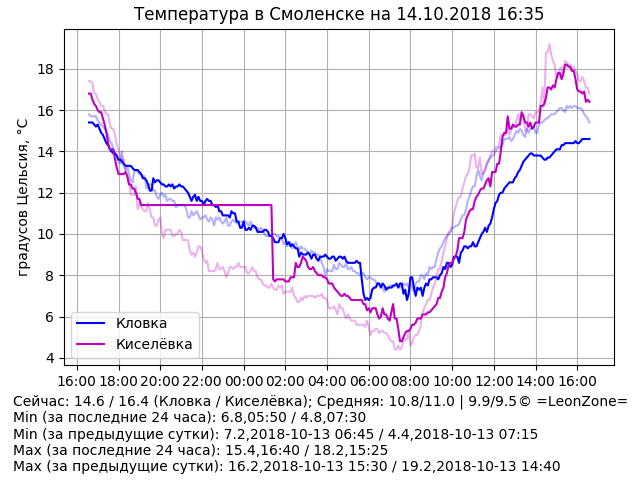 Температура в Смоленске на 14.10.2018 16:35
градусов Цельсия, °C
18
16
14
12
10
8
6
4
Кловка
Киселёвка
16:00 18:00 20:00 22:00 00:00 02:00 04:00 06:00 08:00 10:00 12:00 14:00 16:00
Сейчас: 14.6 / 16.4 (Кловка / Киселёвка); Средняя: 10.8/11.0 | 9.9/9.5© =LeonZone=
Min (за последние 24 часа): 6.8,05:50 / 4.8,07:30
Min (за предыдущие сутки): 7.2,2018-10-13 06:45 / 4.4,2018-10-13 07:15
Max (за последние 24 часа): 15.4,16:40 / 18.2,15:25
Max (за предыдущие сутки): 16.2,2018-10-13 15:30 / 19.2,2018-10-13 14:40